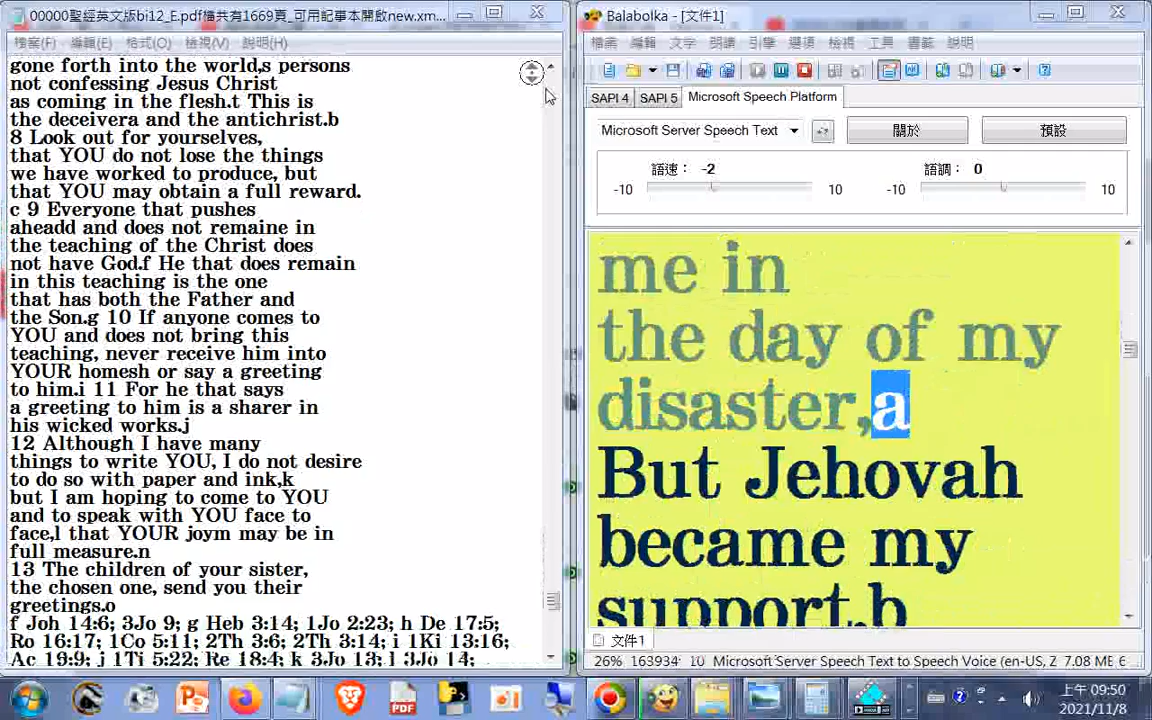 00000聖經英文版bi12_E.pdf檔共有1669頁_可用記事本開啟new.xm...
檔案(F) 編輯(E) 格式(O) 檢視(V) 說明(H)
gone forth into the world,s persons
not confessing Jesus Christ
as coming in the flesh.t This is
the deceivera and the antichrist.b
8 Look out for yourselves,
that YOU do not lose the things
we have worked to produce, but
that YOU may obtain a full reward.
c 9 Everyone that pushes
aheadd and does not remaine in
the teaching of the Christ does
not have God.f He that does remain
in this teaching is the one
that has both the Father and
the Son.g 10 If anyone comes to
YOU and does not bring this
teaching, never receive him into
YOUR homesh or say a greeting
to him.i 11 For he that says
a greeting to him is a sharer in
his wicked works.j
12 Although I have many
things to write YOU, I do not desire
to do so with paper and ink,k
but I am hoping to come to YOU
and to speak with YOU face to
face,l that YOUR joym may be in
full measure.n
13 The children of your sister,
the chosen one, send you their
greetings.o
f Joh 14:6; 3Jo 9; g Heb 3:14; 1Jo 2:23; h De 17:5;
Ro 16:17; 1Co 5:11; 2Th 3:6; 2Th 3:14; i 1Ki 13:16;
Ac 19:9; j 1Ti 5:22; Re 18:4; k 3Jo 13; l 3Jo 14;
Balabolka - [文件1]
檔案 編輯 文字 朗讀 引擎 選項 檢視 工具 書籤 說明
SAPI 4 SAPI 5 Microsoft Speech Platform
Microsoft Server Speech Text 關於 預設
語速： -2 語調： 0
-10 10 -10 10
me in
the day of my
disaster,a
But Jehovah
became my
support.b
文件1
26% 163934: 10 Microsoft Server Speech Text to Speech Voice (en-US, Z 7.08 MB 6
PDF
上午 09:50
2021/11/8